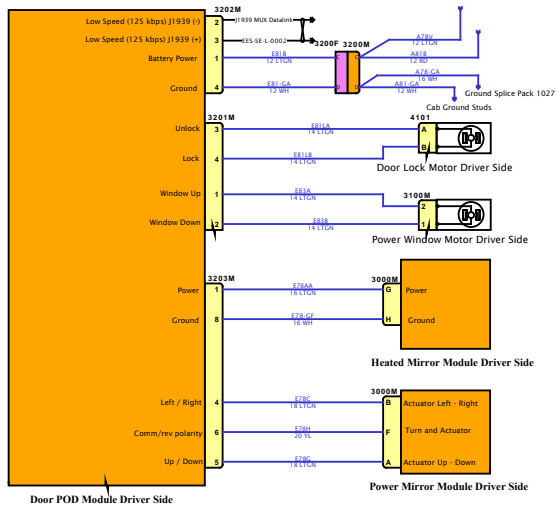 3202M
Low Speed (125 kbps) J1939 (-) 2 J1939 MUX Datalink
Low Speed (125 kbps) J1939 (+) 3 EES-SE-L-0002
3200F 3200M
Battery Power 1 E81B 12 LTGN C C
Ground 4 E81-GA 12 WH D D
A78V
12 LTGN
A81B
12 RD
A78-GA
16 WH
A81-GA
12 WH
Ground Splice Pack 1027
Cab Ground Studs
3201M
Unlock 3 E81LA 14 LTGN
Lock 4 E81LB 14 LTGN
4101
A
B
Door Lock Motor Driver Side
Window Up 1 E83A 14 LTGN
Window Down 2 E83B 14 LTGN
3100M
2
1
Power Window Motor Driver Side
3203M
3000M
Power 1 E78AA 16 LTGN G Power
Ground 8 E78-GF 16 WH H Ground
Heated Mirror Module Driver Side
3000M
Left / Right 4 E78C 18 LTGN B Actuator Left - Right
Comm/rev polarity 6 E78H 20 YL F Turn and Actuator
Up / Down 5 E78G 18 LTGN A Actuator Up - Down
Power Mirror Module Driver Side
Door POD Module Driver Side